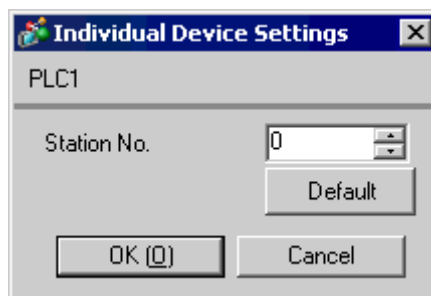 Individual Device Settings
PLC1
Station No. 0
Default
OK (O) Cancel